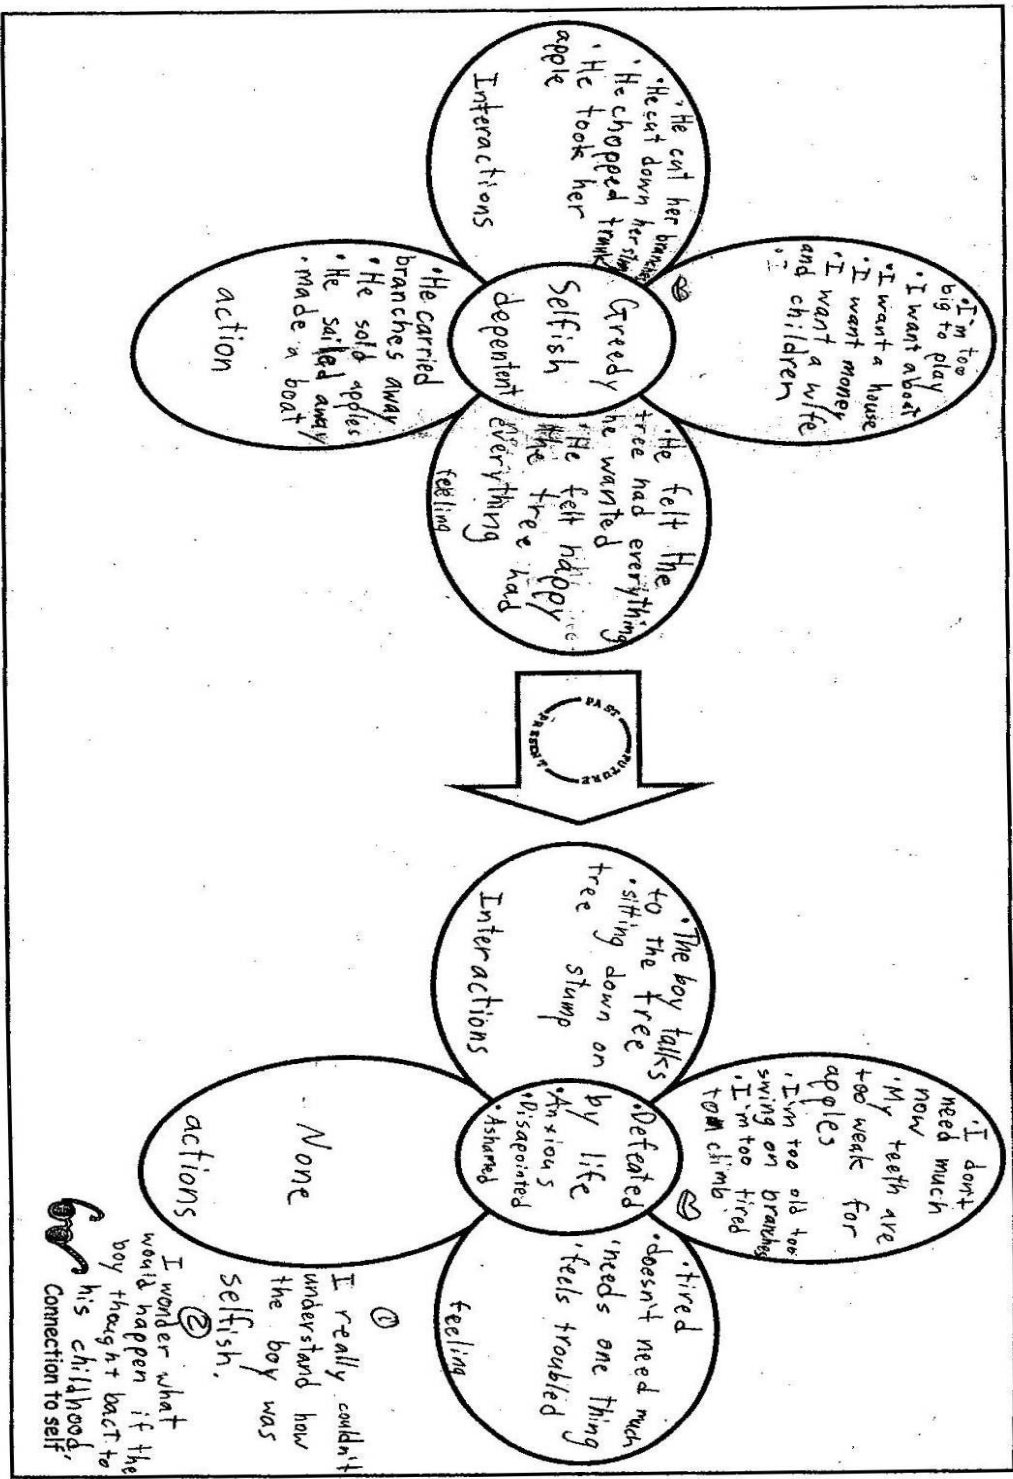 • I'm too
big to play
• I want a boat
• I want a house
• I want money
• I want a wife
and children
• He cut her branches
• He cut down her
• He chopped trunk
• He took her
apple
Interactions
Greedy
Selfish
depentent
• He felt the
tree had everything
he wanted
• He felt happy
the tree had
everything
feeling
• He carried
branches away
• He sold apples
• He sailed away
• made a boat
action
PAST
FUTURE
PRESENT
• I don't
need much
now
• My teeth are
too weak for
apples
• I'm too old too
swing on branches
• I'm too tired
to climb
• The boy talks
to the tree
• sitting down on
tree stump
Interactions
• Defeated
by life
• Anxious
• Disapointed
• Ashamed
• tired
• doesn't need much
• needs one thing
• feels troubled
feeling
- None
actions
①
I really couldn't
understand how
the boy was
selfish.
②
I wonder what
would happen if the
boy thought bact to
his childhood.
Connection to self